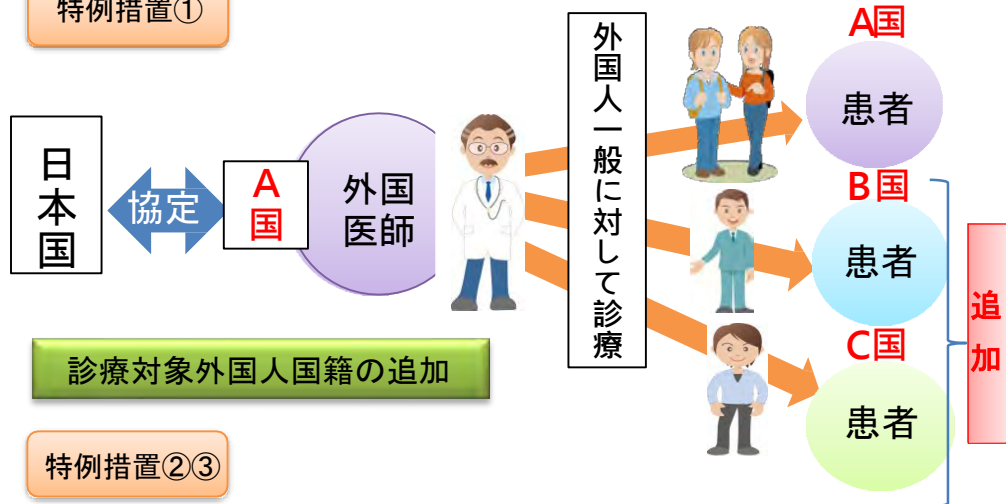 特例措置①
日本国
協定
A国
外国
医師
外国人一般に対して診療
A国
患者
B国
患者
C国
患者
追加
診療対象外国人国籍の追加
特例措置②③